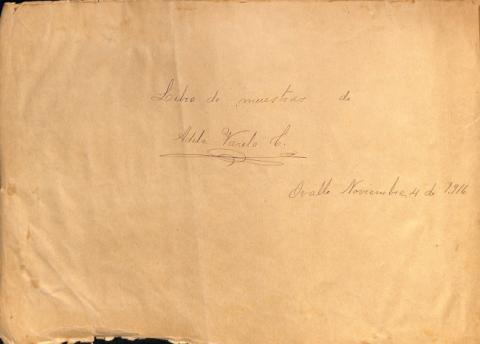 Libro de muestras de
Adela Varela C.
Ovalle Noviembre 4 de 1916